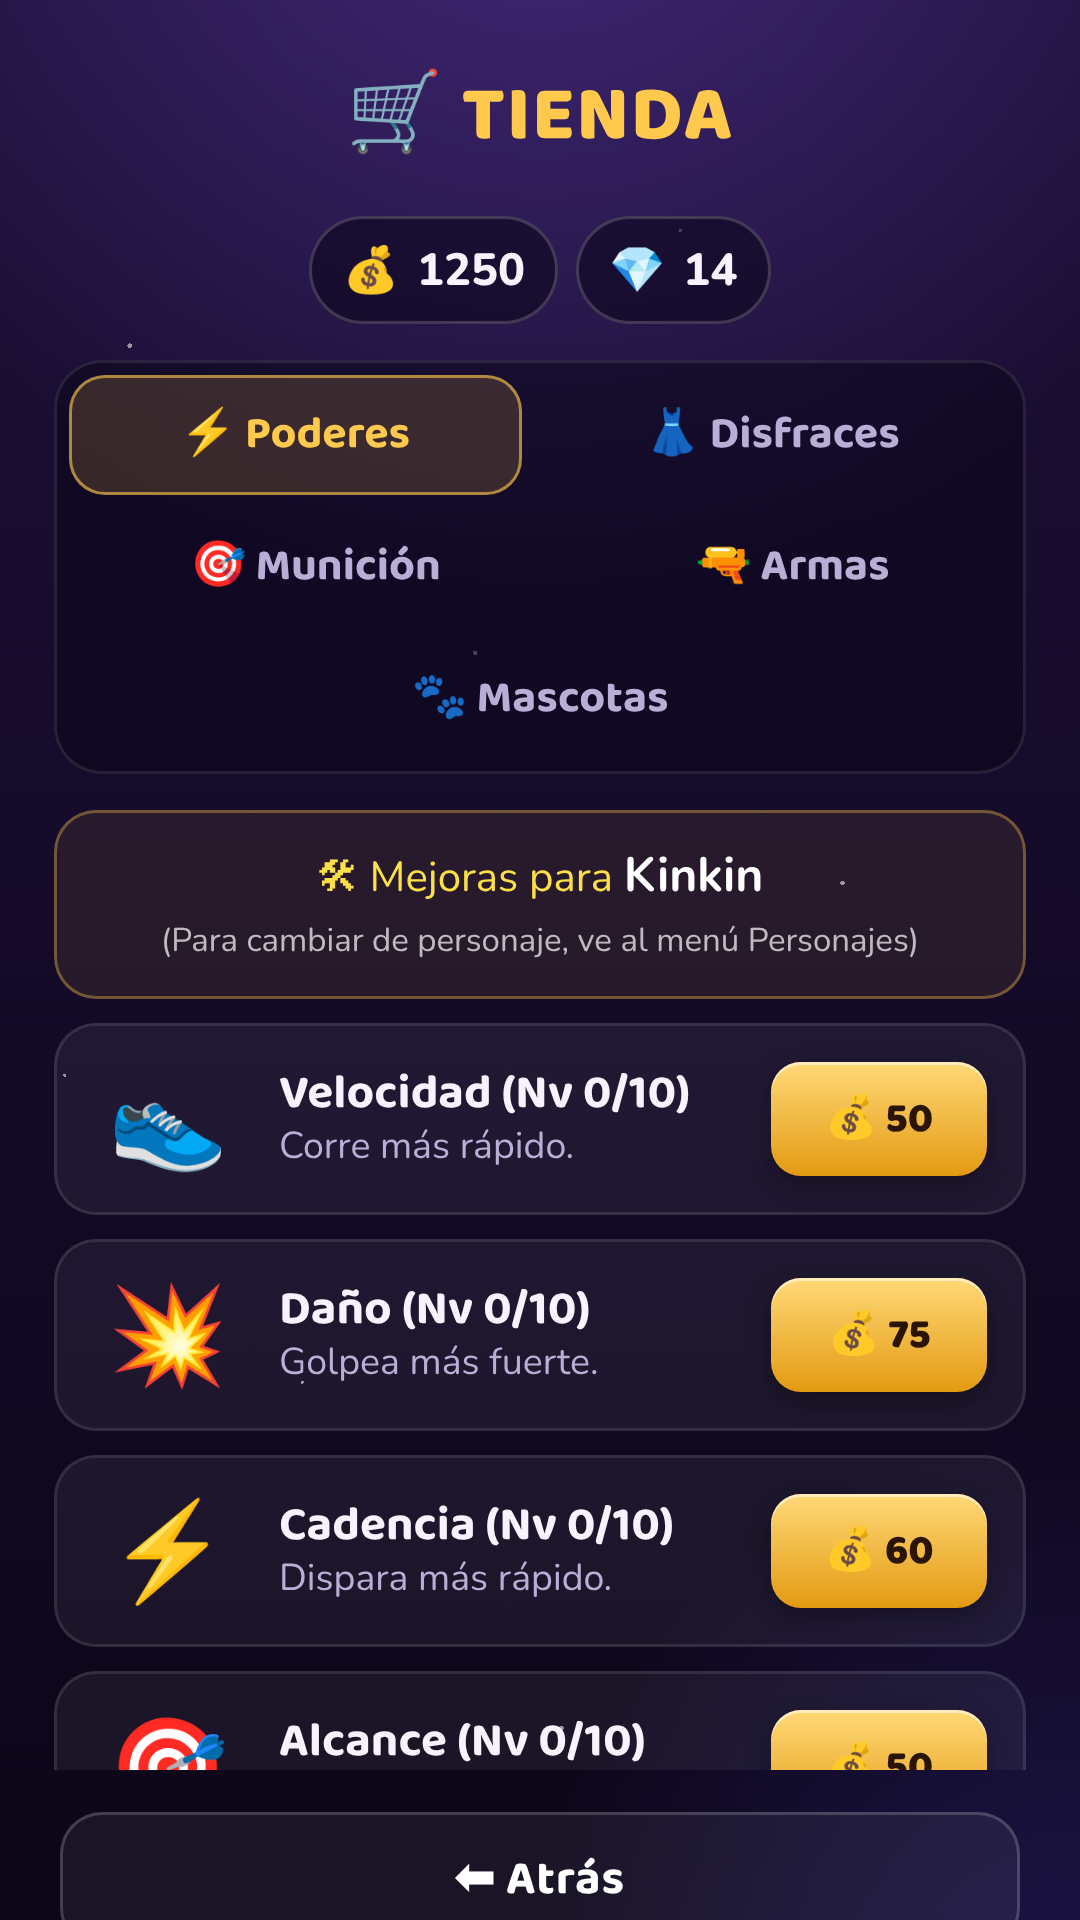 TIENDA
1250
14
Poderes
Disfraces
Munición
Armas
Mascotas
Mejoras para Kinkin
(Para cambiar de personaje, ve al menú Personajes)
Velocidad (Nv 0/10)
Corre más rápido.
50
Daño (Nv 0/10)
Golpea más fuerte.
75
Cadencia (Nv 0/10)
Dispara más rápido.
60
Alcance (Nv 0/10)
50
Atrás